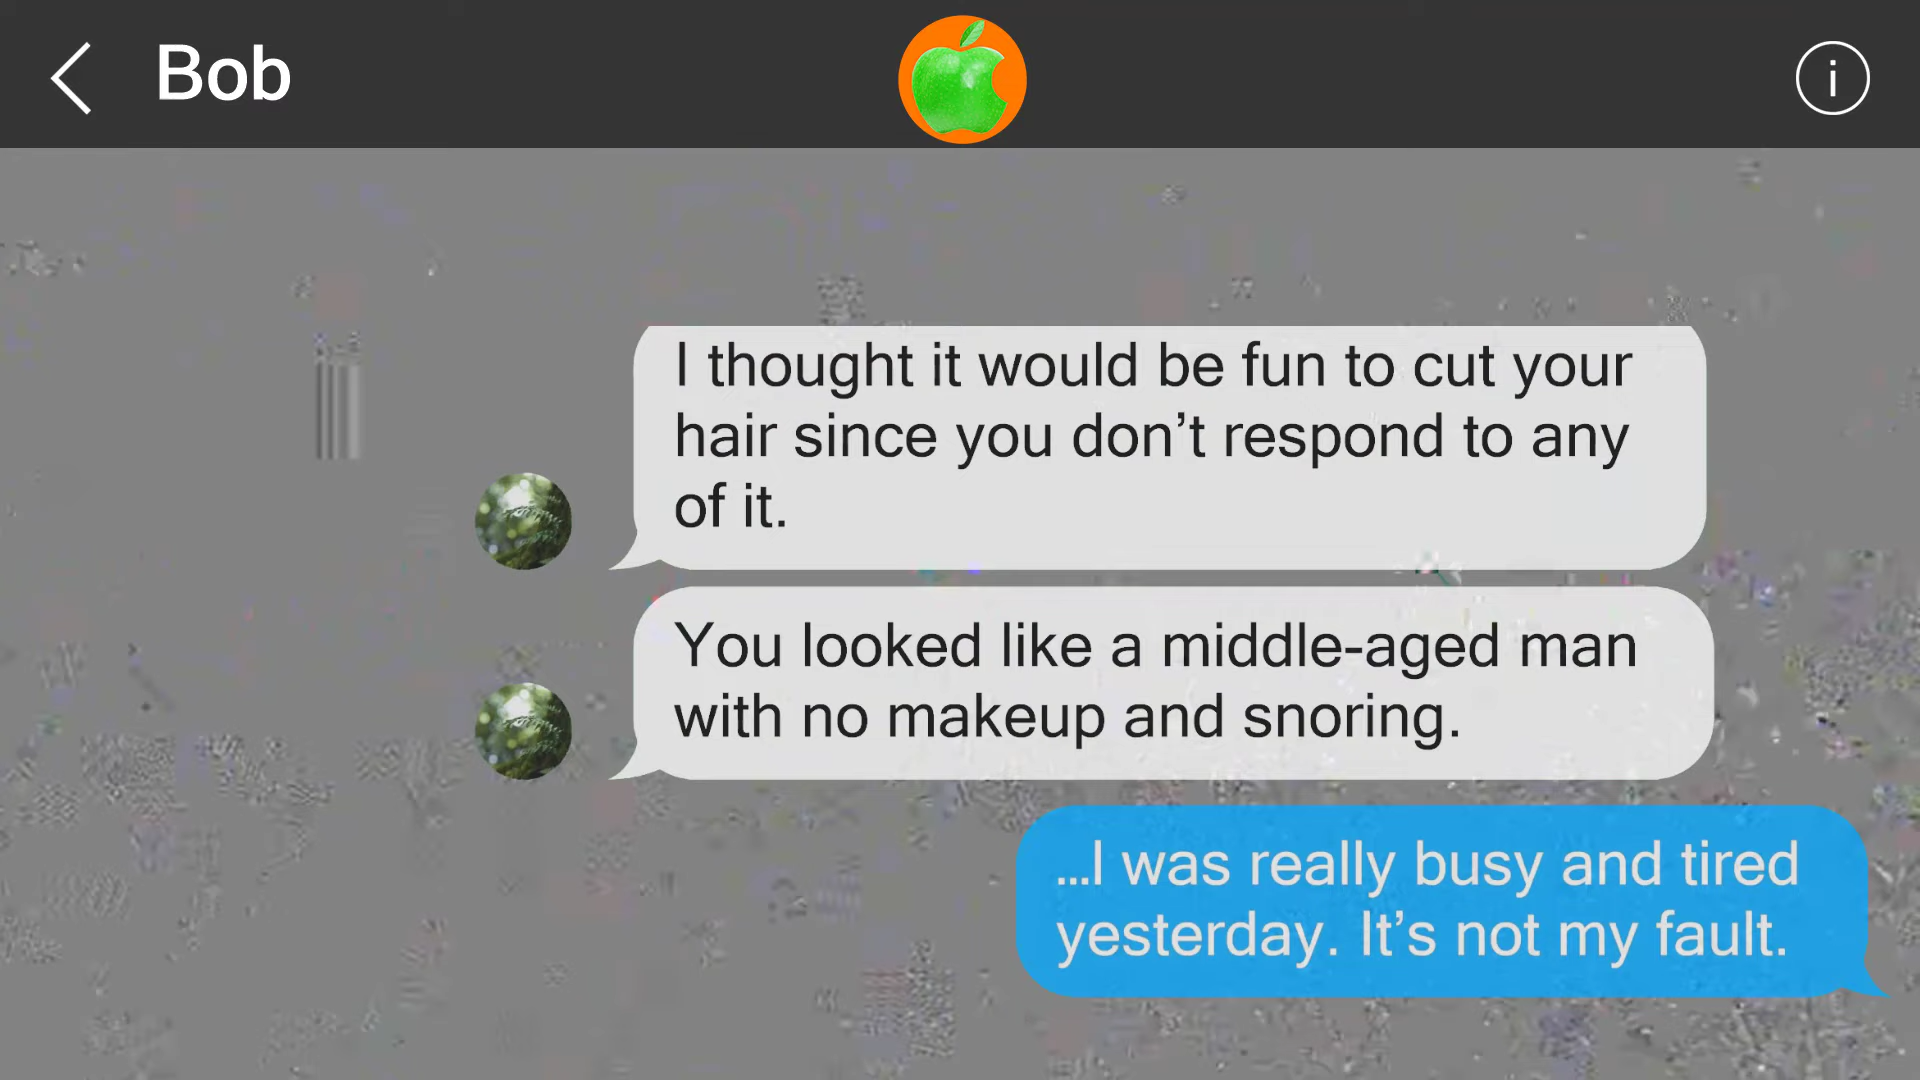 Bob
I thought it would be fun to cut your
hair since you don’t respond to any
of it.
You looked like a middle-aged man
with no makeup and snoring.
...I was really busy and tired
yesterday. It’s not my fault.